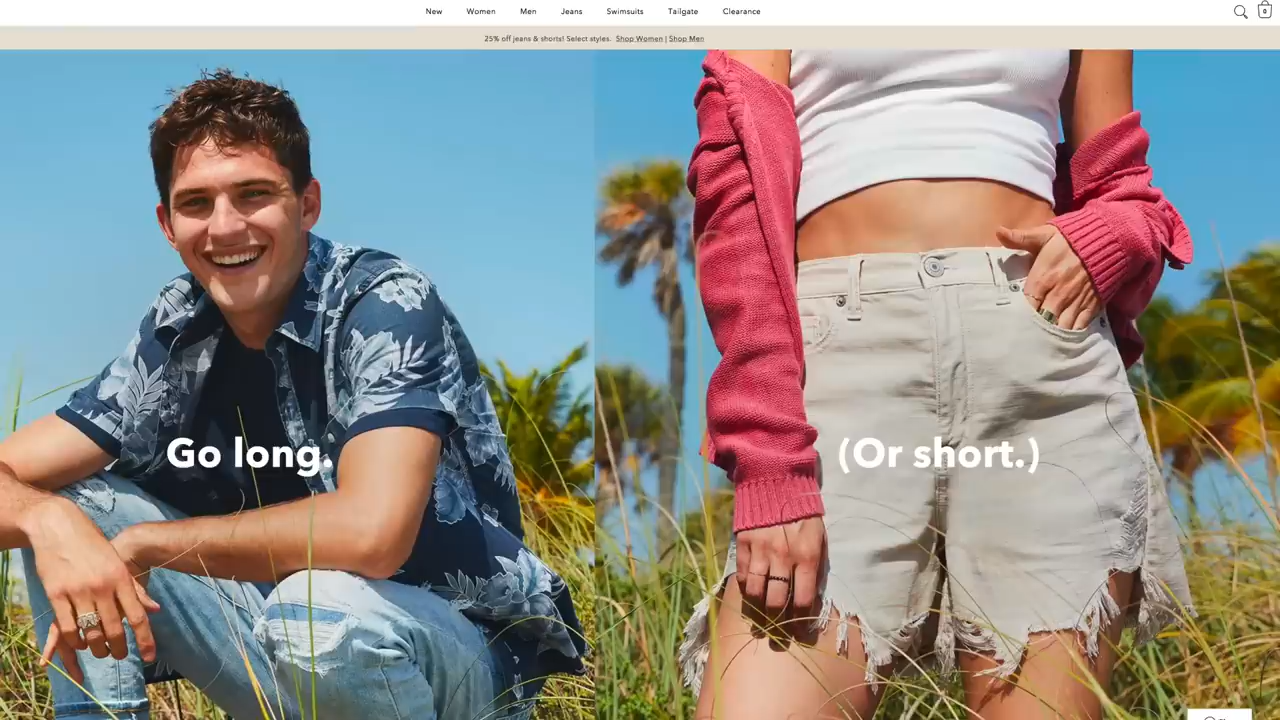 New Women Men Jeans Swimsuits Tailgate Clearance
0
25% off jeans & shorts! Select styles. Shop Women | Shop Men
Go long.
(Or short.)